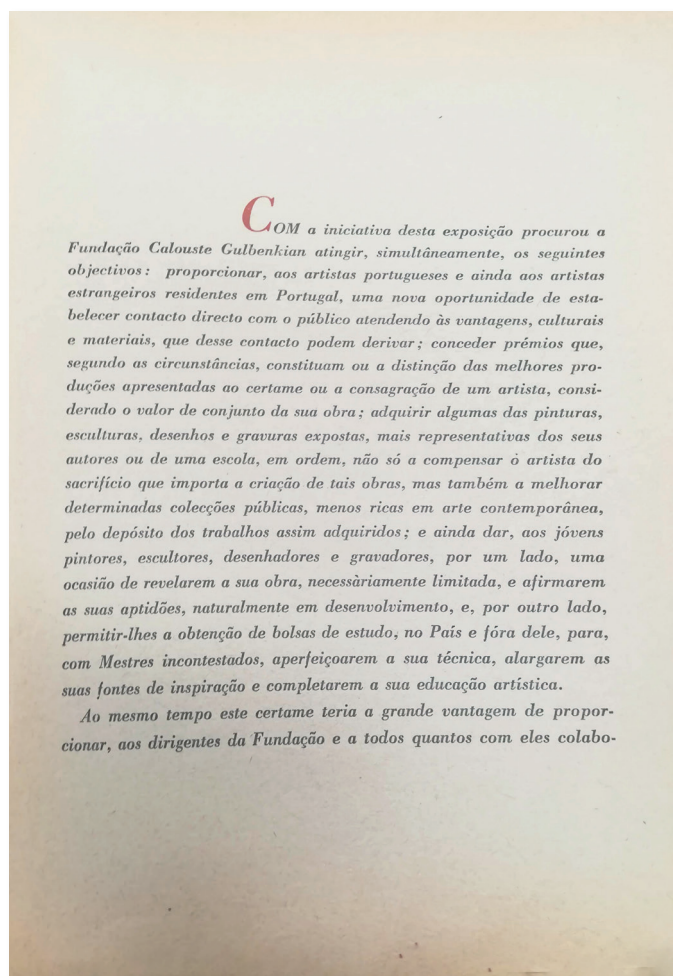 COM a iniciativa desta exposição procurou a
Fundação Calouste Gulbenkian atingir, simultâneamente, os seguintes
objectivos: proporcionar, aos artistas portugueses e ainda aos artistas
estrangeiros residentes em Portugal, uma nova oportunidade de esta-
belecer contacto directo com o público atendendo às vantagens, culturais
e materiais, que desse contacto podem derivar; conceder prémios que,
segundo as circunstâncias, constituam ou a distinção das melhores pro-
duções apresentadas ao certame ou a consagração de um artista, consi-
derado o valor de conjunto da sua obra; adquirir algumas das pinturas,
esculturas, desenhos e gravuras expostas, mais representativas dos seus
autores ou de uma escola, em ordem, não só a compensar o artista do
sacrifício que importa a criação de tais obras, mas também a melhorar
determinadas colecções públicas, menos ricas em arte contemporânea,
pelo depósito dos trabalhos assim adquiridos; e ainda dar, aos jóvens
pintores, escultores, desenhadores e gravadores, por um lado, uma
ocasião de revelarem a sua obra, necessàriamente limitada, e afirmarem
as suas aptidões, naturalmente em desenvolvimento, e, por outro lado,
permitir-lhes a obtenção de bolsas de estudo, no País e fóra dele, para,
com Mestres incontestados, aperfeiçoarem a sua técnica, alargarem as
suas fontes de inspiração e completarem a sua educação artística.
Ao mesmo tempo este certame teria a grande vantagem de propor-
cionar, aos dirigentes da Fundação e a todos quantos com eles colabo-